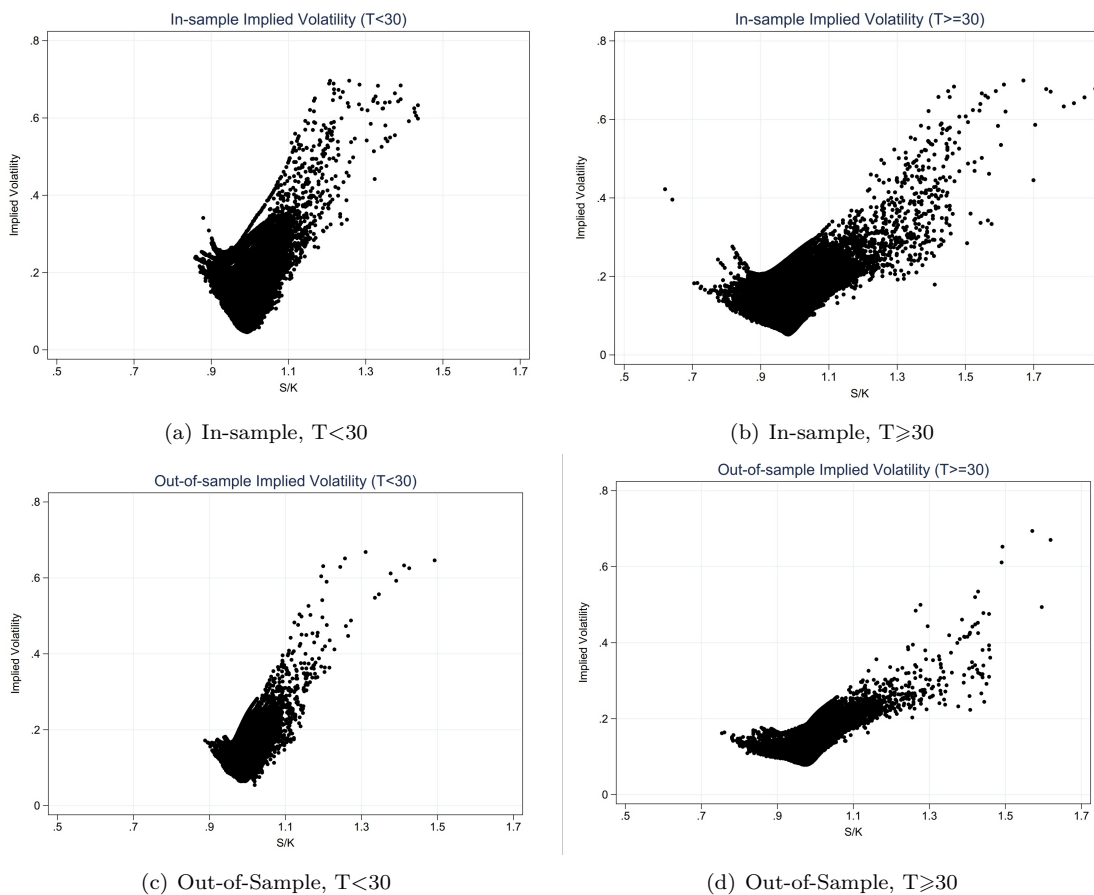 In-sample Implied Volatility (T<30)
.8
.6
.4
.2
0
Implied Volatility
.5 .7 .9 1.1 1.3 1.5 1.7
S/K
(a) In-sample, T<30
In-sample Implied Volatility (T>=30)
.8
.6
.4
.2
0
Implied Volatility
.5 .7 .9 1.1 1.3 1.5 1.7
S/K
(b) In-sample, T⩾30
Out-of-sample Implied Volatility (T<30)
.8
.6
.4
.2
0
Implied Volatility
.5 .7 .9 1.1 1.3 1.5 1.7
S/K
(c) Out-of-Sample, T<30
Out-of-sample Implied Volatility (T>=30)
.8
.6
.4
.2
0
Implied Volatility
.5 .7 .9 1.1 1.3 1.5 1.7
S/K
(d) Out-of-Sample, T⩾30